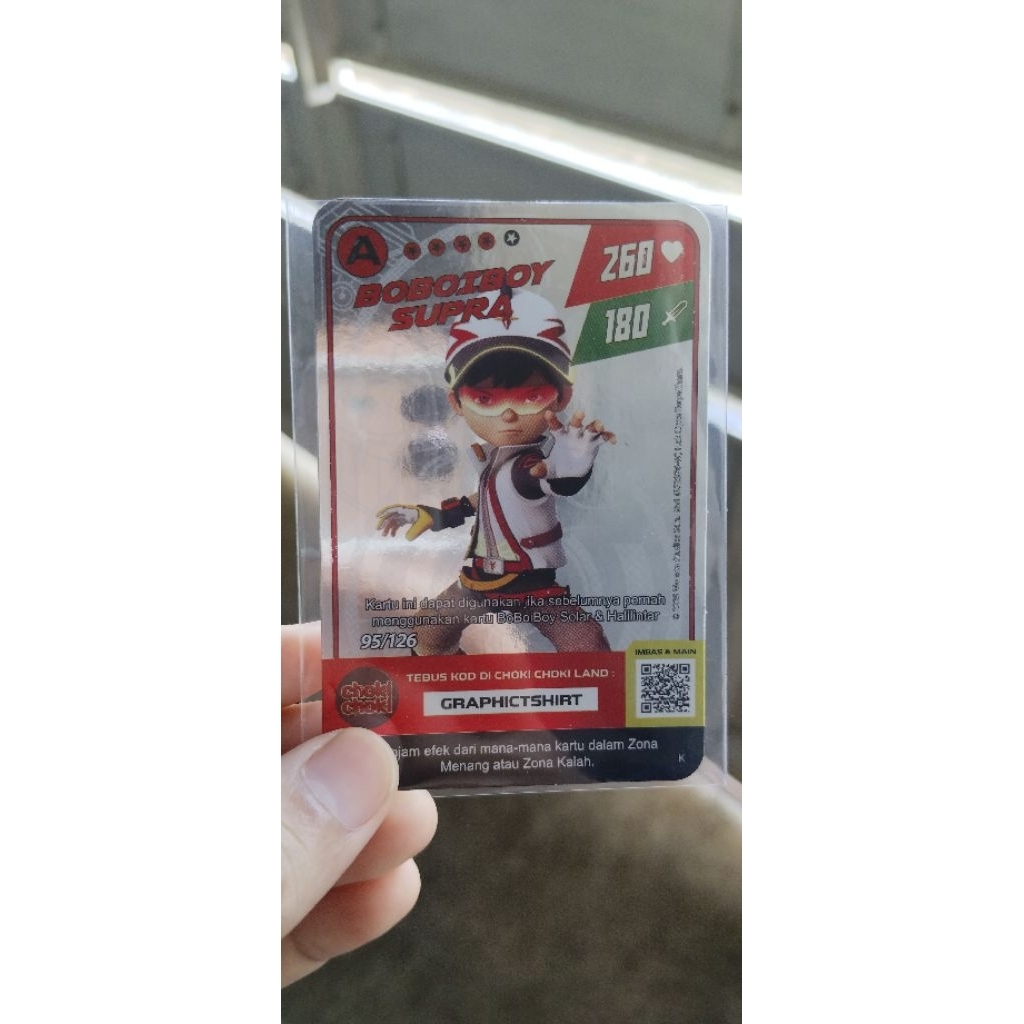 A
260
BOBOIBOY
SUPRA
180
Kartu ini dapat digunakan jika sebelumnya pernah
menggunakan kartu BoBoiBoy Solar & Halilintar
95/126
IMBAS & MAIN
TEBUS KOD DI CHOKI CHOKI LAND :
choki
choki
GRAPHICTSHIRT
dari mana-mana kartu dalam Zona
Menang atau Zona Kalah.
K